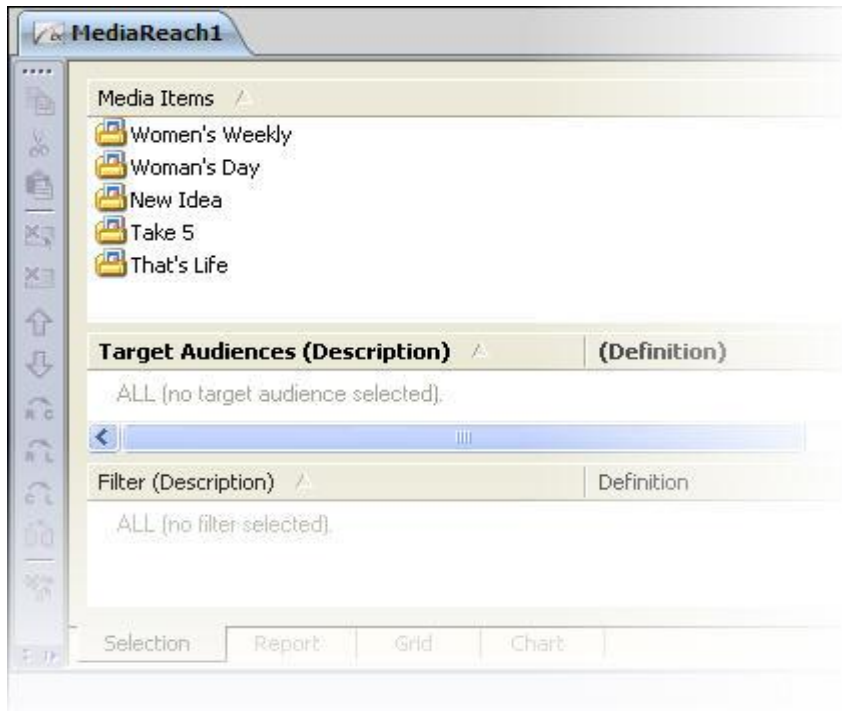 MediaReach1
Media Items
Women's Weekly
Woman's Day
New Idea
Take 5
That's Life
Target Audiences (Description) (Definition)
ALL (no target audience selected).
Filter (Description) Definition
ALL (no filter selected).
Selection Report Grid Chart